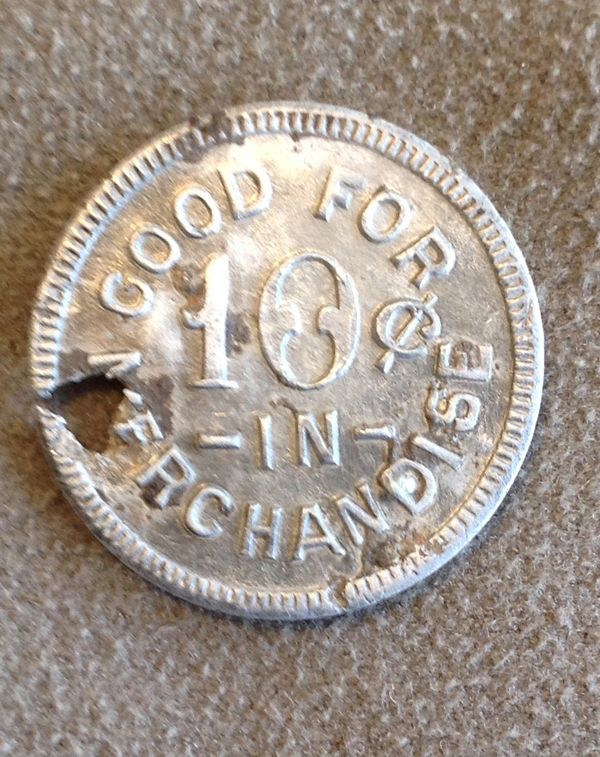 GOOD FOR
10¢
-IN-
MERCHANDISE